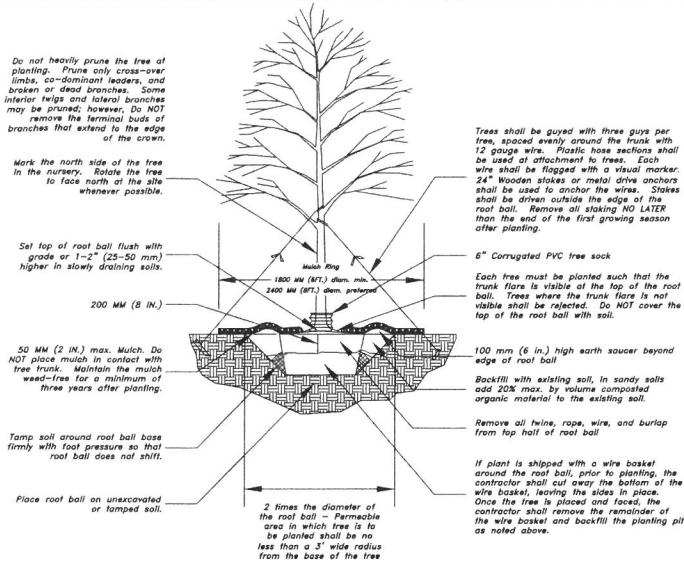 Do not heavily prune the tree at
planting. Prune only cross-over
limbs, co-dominant leaders, and
broken or dead branches. Some
interior twigs and lateral branches
may be pruned; however, Do NOT
remove the terminal buds of
branches that extend to the edge
of the crown.
Mark the north side of the tree
in the nursery. Rotate the tree
to face north at the site
whenever possible.
Set top of root ball flush with
grade or 1-2" (25-50 mm)
higher in slowly draining soils.
200 MM (8 IN.)
50 MM (2 IN.) max. Mulch. Do
NOT place mulch in contact with
tree trunk. Maintain the mulch
weed-free for a minimum of
three years after planting.
Tamp soil around root ball base
firmly with foot pressure so that
root ball does not shift.
Place root ball on unexcavated
or tamped soil.
Mulch Ring
1800 MM (6FT.) diam. min.
2400 MM (8FT.) diam. preferred
2 times the diameter of
the root ball – Permeable
area in which tree is to
be planted shall be no
less than a 3' wide radius
from the base of the tree
Trees shall be guyed with three guys per
tree, spaced evenly around the trunk with
12 gauge wire. Plastic hose sections shall
be used at attachment to trees. Each
wire shall be flagged with a visual marker.
24" Wooden stakes or metal drive anchors
shall be used to anchor the wires. Stakes
shall be driven outside the edge of the
root ball. Remove all staking NO LATER
than the end of the first growing season
after planting.
6" Corrugated PVC tree sock
Each tree must be planted such that the
trunk flare is visible at the top of the root
ball. Trees where the trunk flare is not
visible shall be rejected. Do NOT cover the
top of the root ball with soil.
100 mm (6 in.) high earth saucer beyond
edge of root ball
Backfill with existing soil, in sandy soils
add 20% max. by volume composted
organic material to the existing soil.
Remove all twine, rope, wire, and burlap
from top half of root ball
If plant is shipped with a wire basket
around the root ball, prior to planting, the
contractor shall cut away the bottom of the
wire basket, leaving the sides in place.
Once the tree is placed and faced, the
contractor shall remove the remainder of
the wire basket and backfill the planting pit
as noted above.